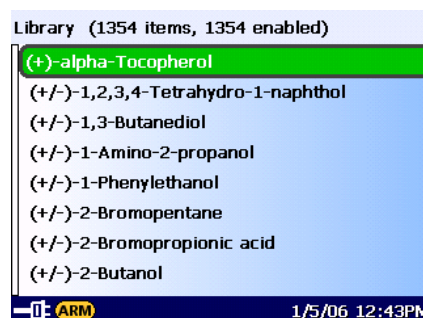 Library (1354 items, 1354 enabled)
(+)-alpha-Tocopherol
(+/-)-1,2,3,4-Tetrahydro-1-naphthol
(+/-)-1,3-Butanediol
(+/-)-1-Amino-2-propanol
(+/-)-1-Phenylethanol
(+/-)-2-Bromopentane
(+/-)-2-Bromopropionic acid
(+/-)-2-Butanol
ARM 1/5/06 12:43PM